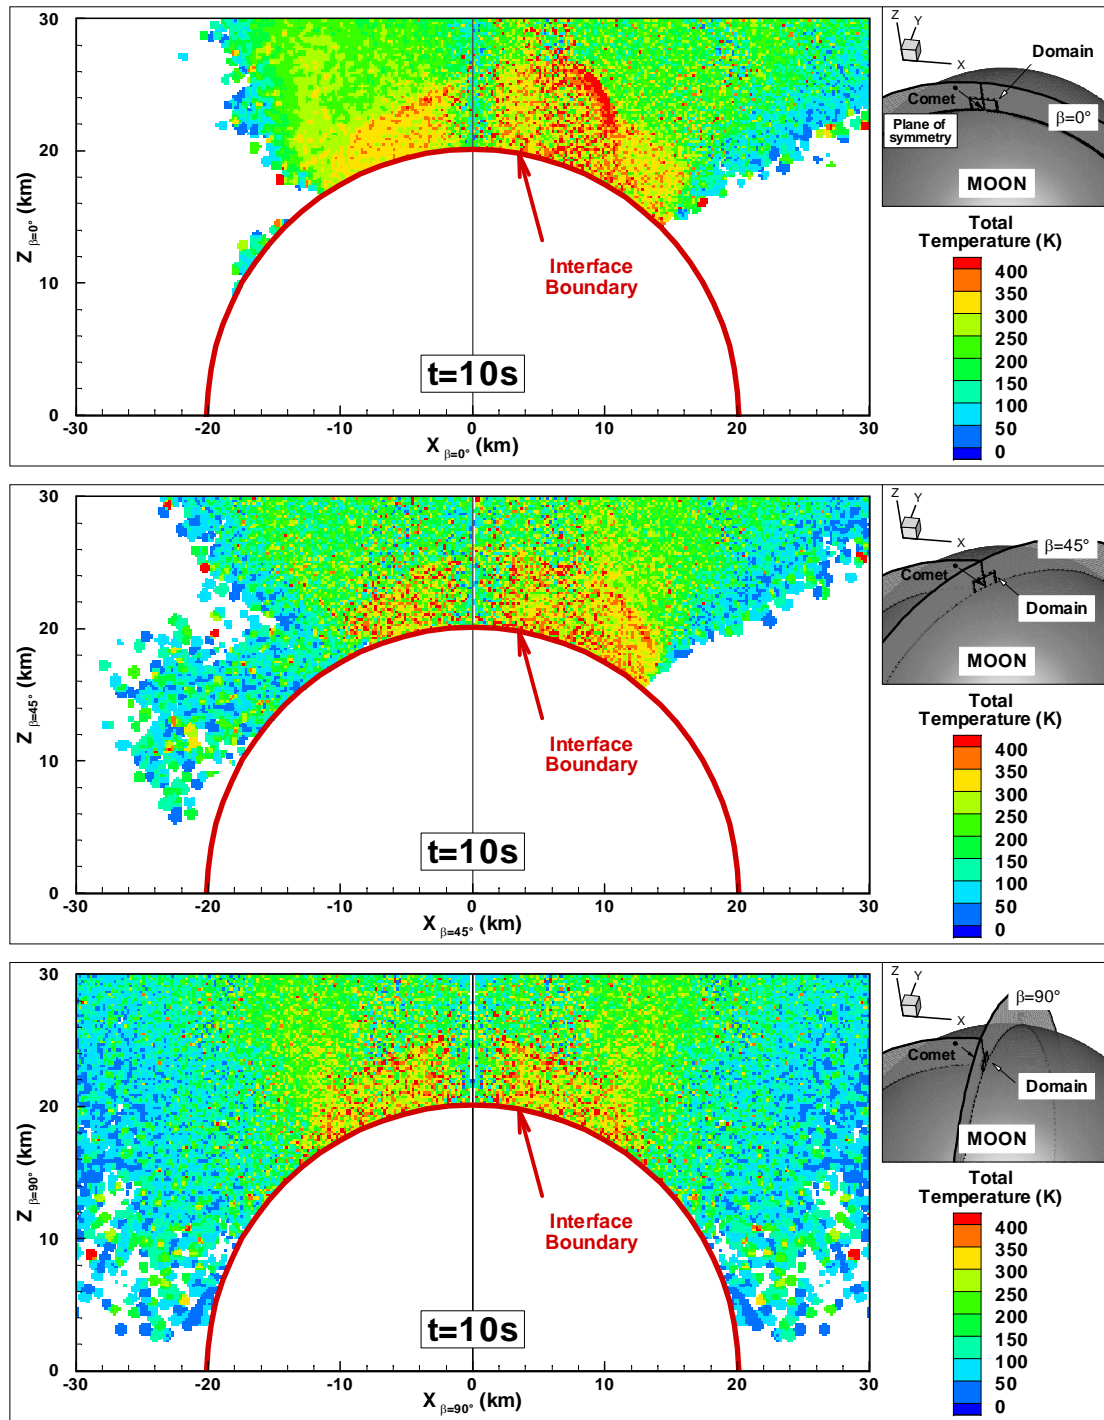 30
20
10
0
Z β=0° (km)
-30 -20 -10 0 10 20 30
X β=0° (km)
Interface
Boundary
t=10s
Z
Y
X
Domain
Comet
β=0°
Plane of
symmetry
MOON
Total
Temperature (K)
400
350
300
250
200
150
100
50
0
30
20
10
0
Z β=45° (km)
-30 -20 -10 0 10 20 30
X β=45° (km)
Interface
Boundary
t=10s
Z
Y
X
β=45°
Comet
Domain
MOON
Total
Temperature (K)
400
350
300
250
200
150
100
50
0
30
20
10
0
Z β=90° (km)
-30 -20 -10 0 10 20 30
X β=90° (km)
Interface
Boundary
t=10s
Z
Y
X
β=90°
Comet
Domain
MOON
Total
Temperature (K)
400
350
300
250
200
150
100
50
0